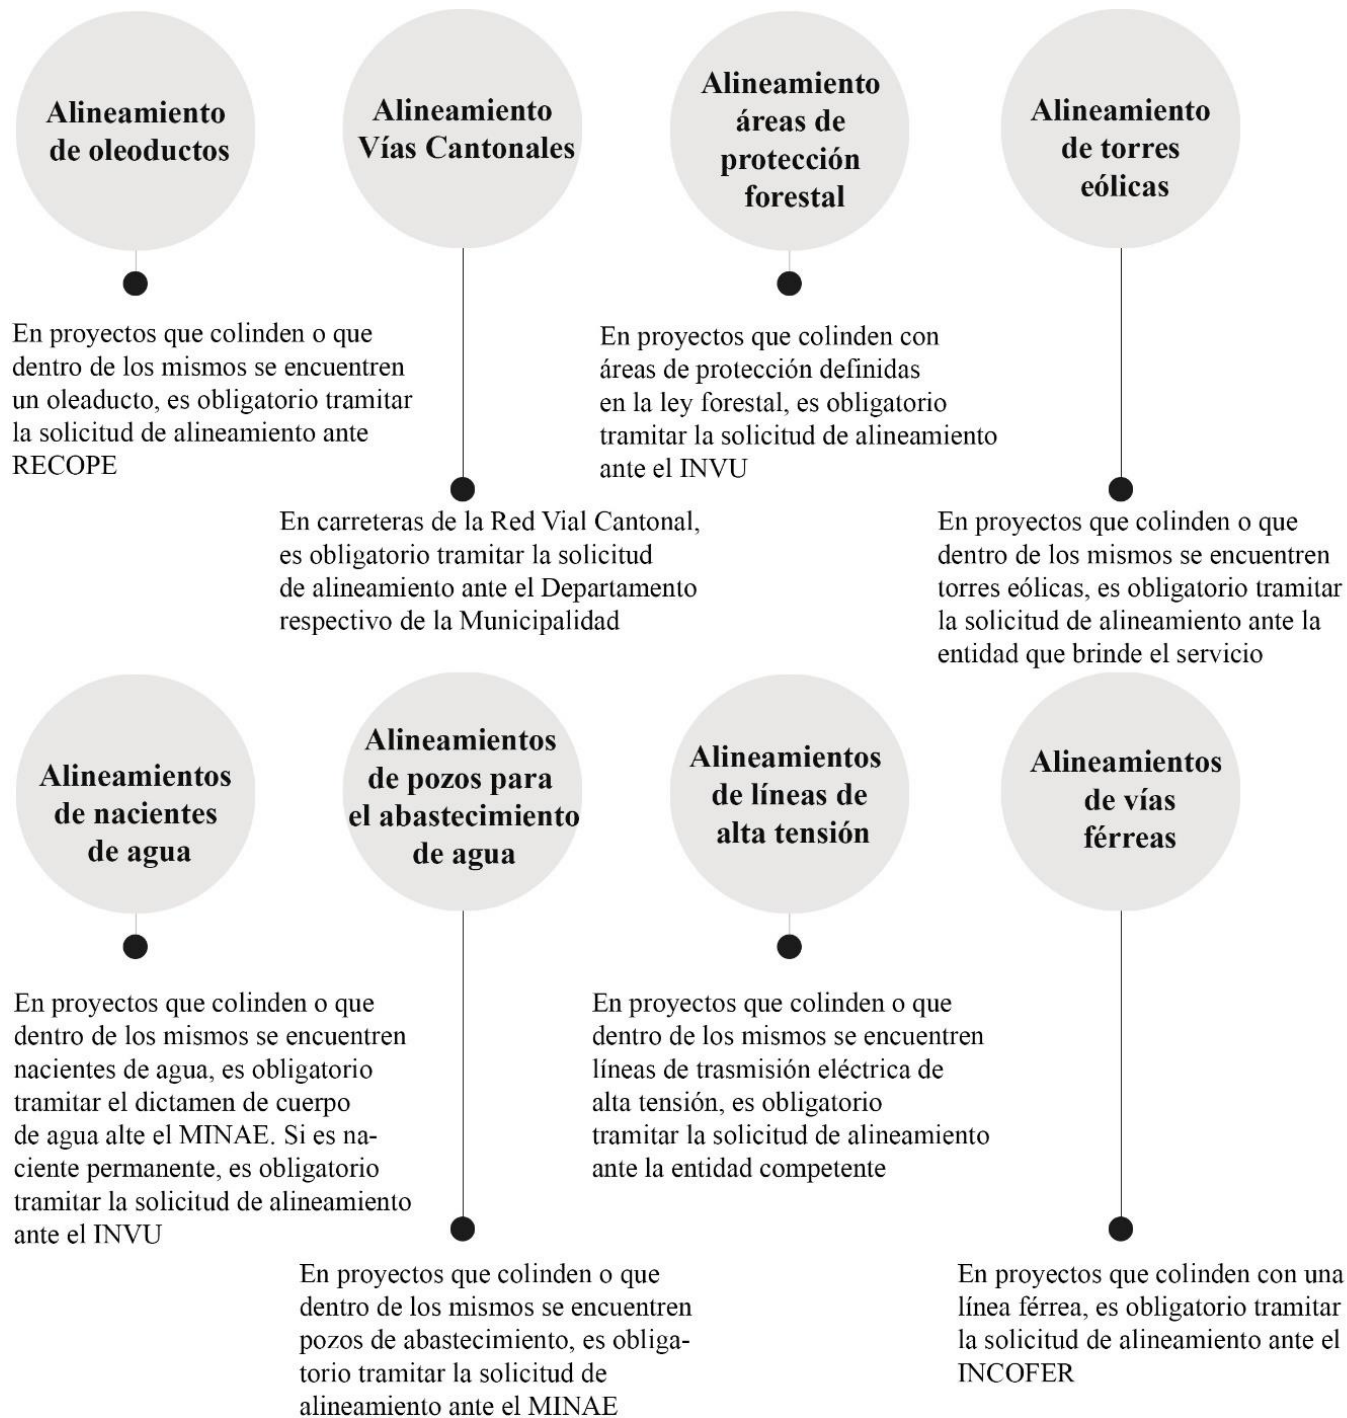 Alineamiento
de oleoductos
En proyectos que colinden o que
dentro de los mismos se encuentren
un oleaducto, es obligatorio tramitar
la solicitud de alineamiento ante
RECOPE
Alineamiento
Vías Cantonales
En carreteras de la Red Vial Cantonal,
es obligatorio tramitar la solicitud
de alineamiento ante el Departamento
respectivo de la Municipalidad
Alineamiento
áreas de
protección
forestal
En proyectos que colinden con
áreas de protección definidas
en la ley forestal, es obligatorio
tramitar la solicitud de alineamiento
ante el INVU
Alineamiento
de torres
eólicas
En proyectos que colinden o que
dentro de los mismos se encuentren
torres eólicas, es obligatorio tramitar
la solicitud de alineamiento ante la
entidad que brinde el servicio
Alineamientos
de nacientes
de agua
En proyectos que colinden o que
dentro de los mismos se encuentren
nacientes de agua, es obligatorio
tramitar el dictamen de cuerpo
de agua alte el MINAE. Si es na-
ciente permanente, es obligatorio
tramitar la solicitud de alineamiento
ante el INVU
Alineamientos
de pozos para
el abastecimiento
de agua
En proyectos que colinden o que
dentro de los mismos se encuentren
pozos de abastecimiento, es obliga-
torio tramitar la solicitud de
alineamiento ante el MINAE
Alineamientos
de líneas de
alta tensión
En proyectos que colinden o que
dentro de los mismos se encuentren
líneas de trasmisión eléctrica de
alta tensión, es obligatorio
tramitar la solicitud de alineamiento
ante la entidad competente
Alineamientos
de vías
férreas
En proyectos que colinden con una
línea férrea, es obligatorio tramitar
la solicitud de alineamiento ante el
INCOFER